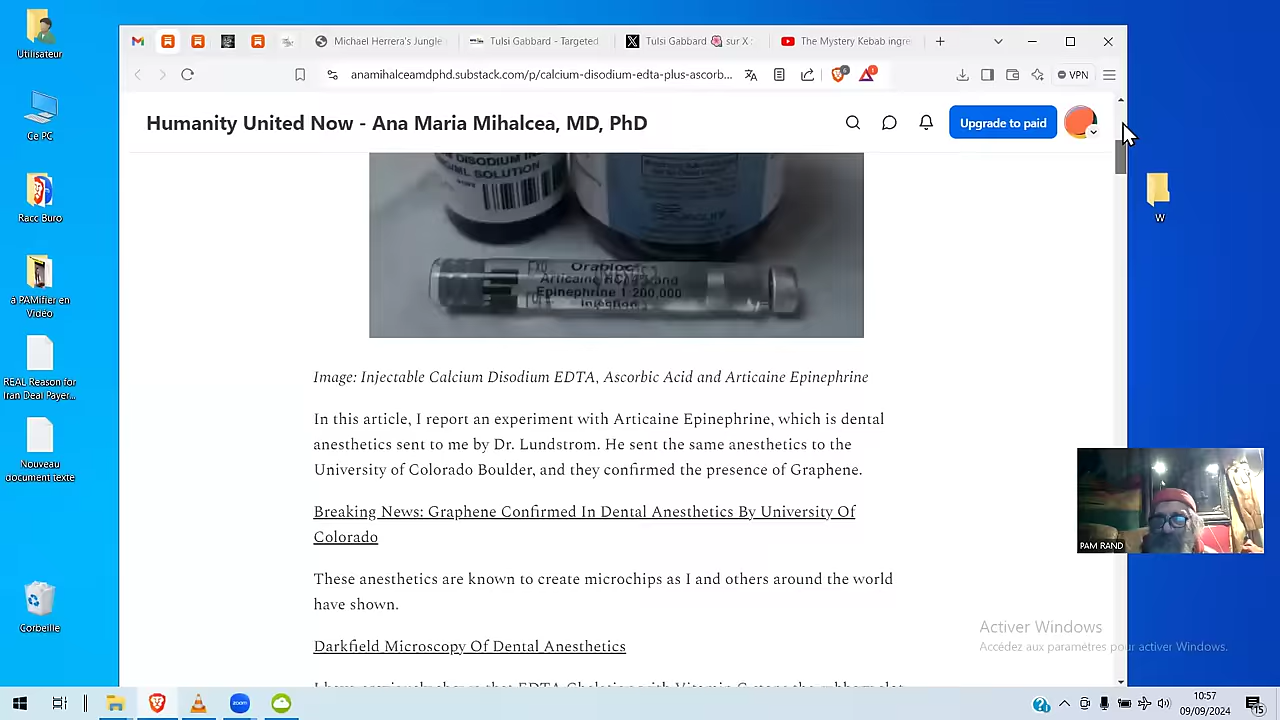 Utilisateur
Ce PC
Racc Buro
a PAMifier en
Video
REAL Reason for
Iran Deal Payer...
Nouveau
document texte
Corbeille
Michael Herrera's Jungle
Tulsi Gabbard - Targete
Tulsi Gabbard 🌺 sur X :
The Mystery Kebab ingre
anamihalceamdphd.substack.com/p/calcium-disodium-edta-plus-ascorb...
VPN
Humanity United Now - Ana Maria Mihalcea, MD, PhD
Upgrade to paid
W
DISODIUM
SOLUTION
Orabloc
Articaine
Epinephrine 1:200,000
Injection
Image: Injectable Calcium Disodium EDTA, Ascorbic Acid and Articaine Epinephrine
In this article, I report an experiment with Articaine Epinephrine, which is dental
anesthetics sent to me by Dr. Lundstrom. He sent the same anesthetics to the
University of Colorado Boulder, and they confirmed the presence of Graphene.
Breaking News: Graphene Confirmed In Dental Anesthetics By University Of
Colorado
These anesthetics are known to create microchips as I and others around the world
have shown.
Darkfield Microscopy Of Dental Anesthetics
PAM RAND
Activer Windows
Accédez aux paramètres pour activer Windows.
zoom
10:57
09/09/2024
15